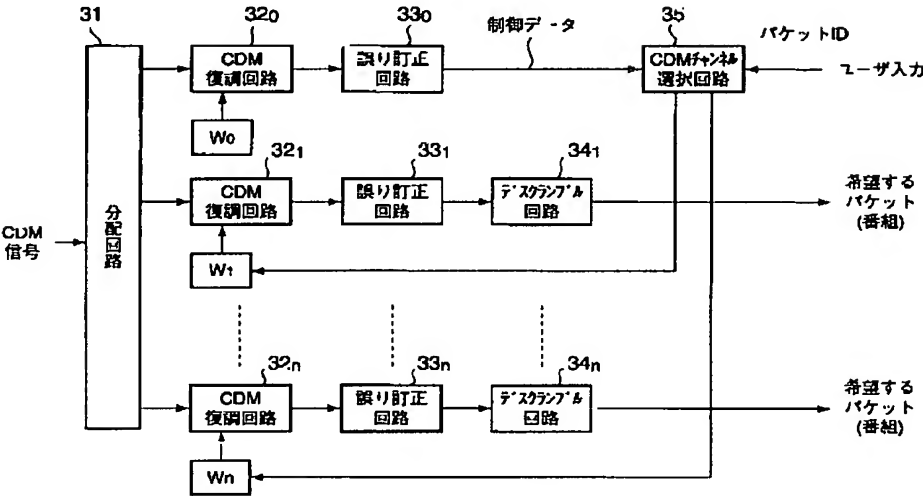 31
32₀
33₀
35
制御データ
パケットID
CDM
復調回路
誤り訂正
回路
CDMチャンネル
選択回路
ユーザ入力
W₀
32₁
33₁
34₁
CDM
復調回路
誤り訂正
回路
デスクランブル
回路
希望する
パケット
(番組)
分配回路
CDM
信号
W₁
32ₙ
33ₙ
34ₙ
CDM
復調回路
誤り訂正
回路
デスクランブル
回路
希望する
パケット
(番組)
Wₙ